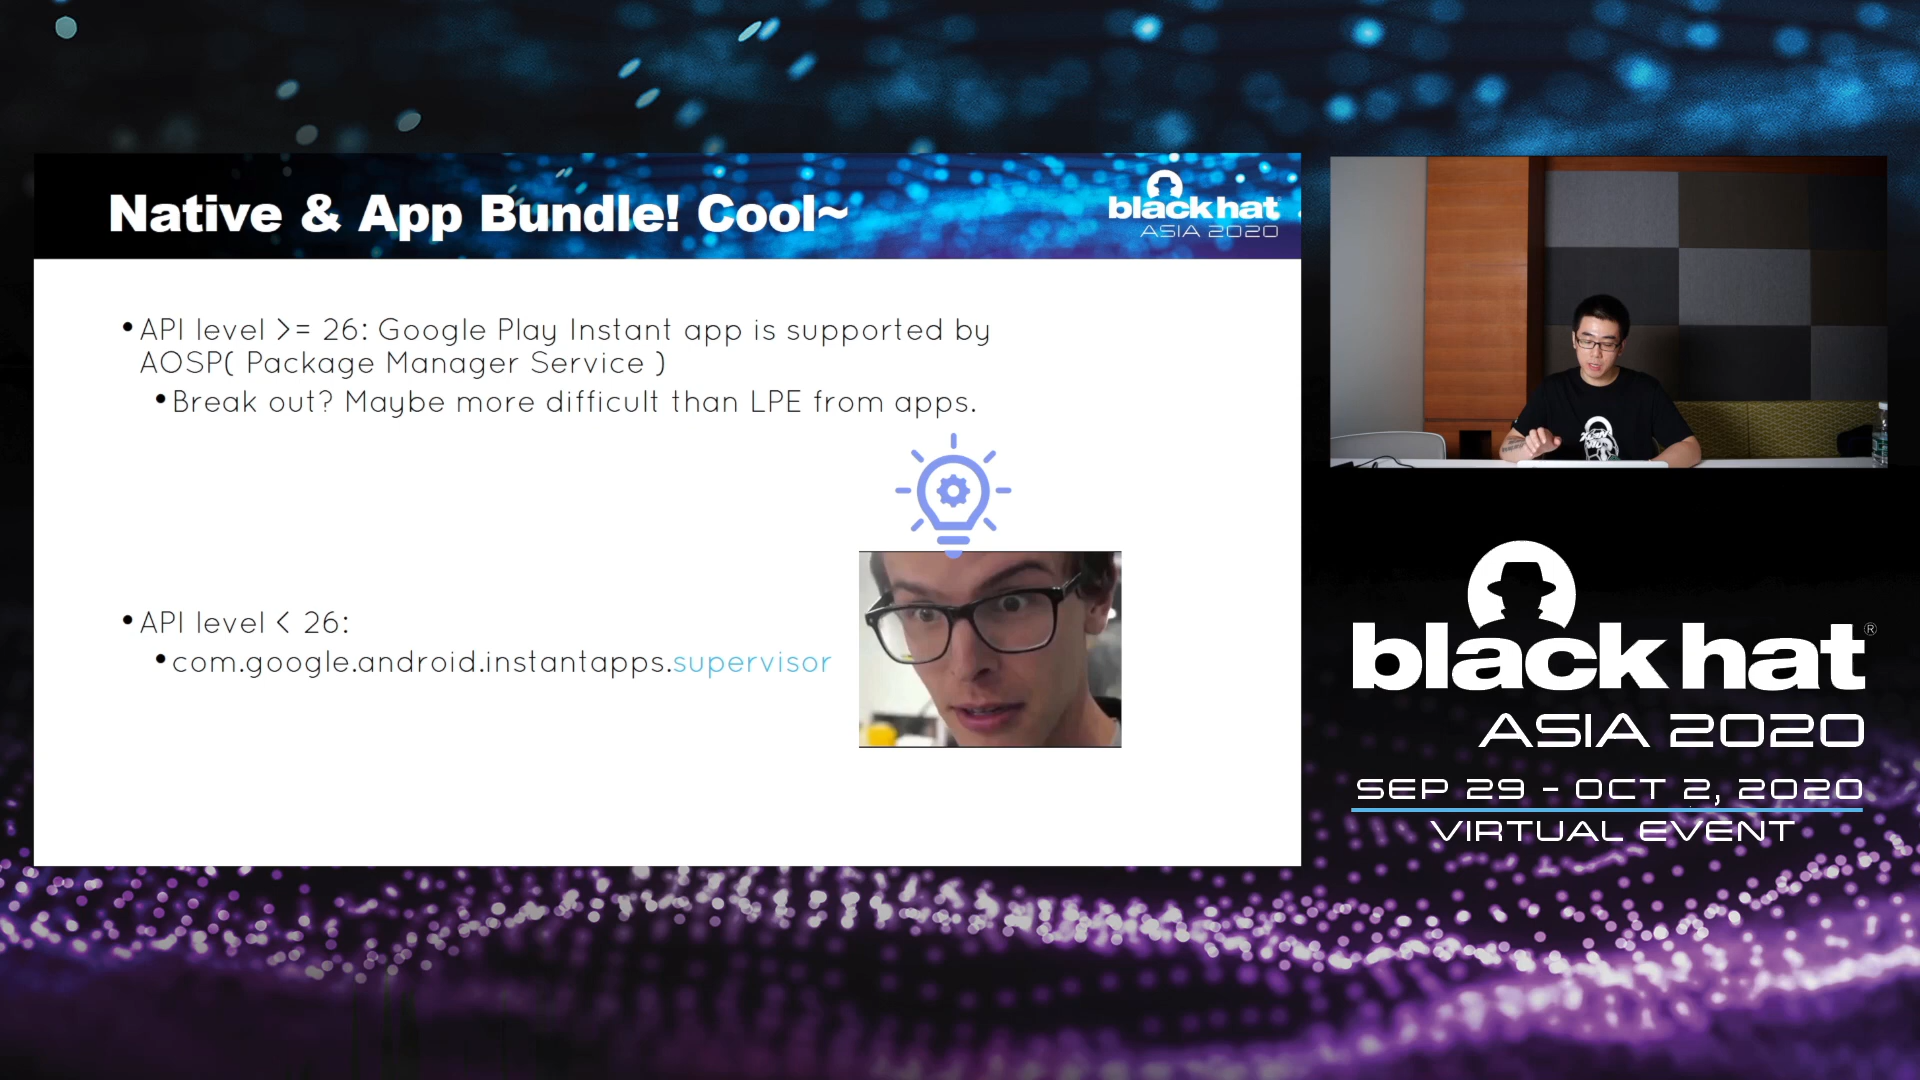 Native & App Bundle! Cool~
black hat
ASIA 2020
•API level >= 26: Google Play Instant app is supported by
AOSP( Package Manager Service )
•Break out? Maybe more difficult than LPE from apps.
•API level < 26:
•com.google.android.instantapps.supervisor
black hat®
ASIA 2020
SEP 29 - OCT 2, 2020
VIRTUAL EVENT